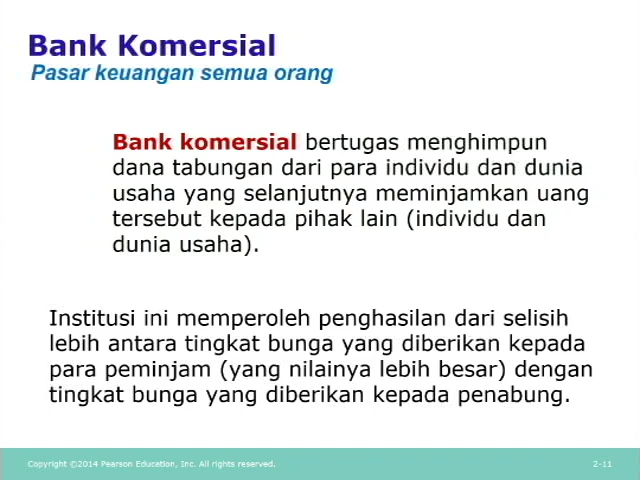 Bank Komersial
Pasar keuangan semua orang
Bank komersial bertugas menghimpun
dana tabungan dari para individu dan dunia
usaha yang selanjutnya meminjamkan uang
tersebut kepada pihak lain (individu dan
dunia usaha).
Institusi ini memperoleh penghasilan dari selisih
lebih antara tingkat bunga yang diberikan kepada
para peminjam (yang nilainya lebih besar) dengan
tingkat bunga yang diberikan kepada penabung.
Copyright ©2014 Pearson Education, Inc. All rights reserved.
2-11